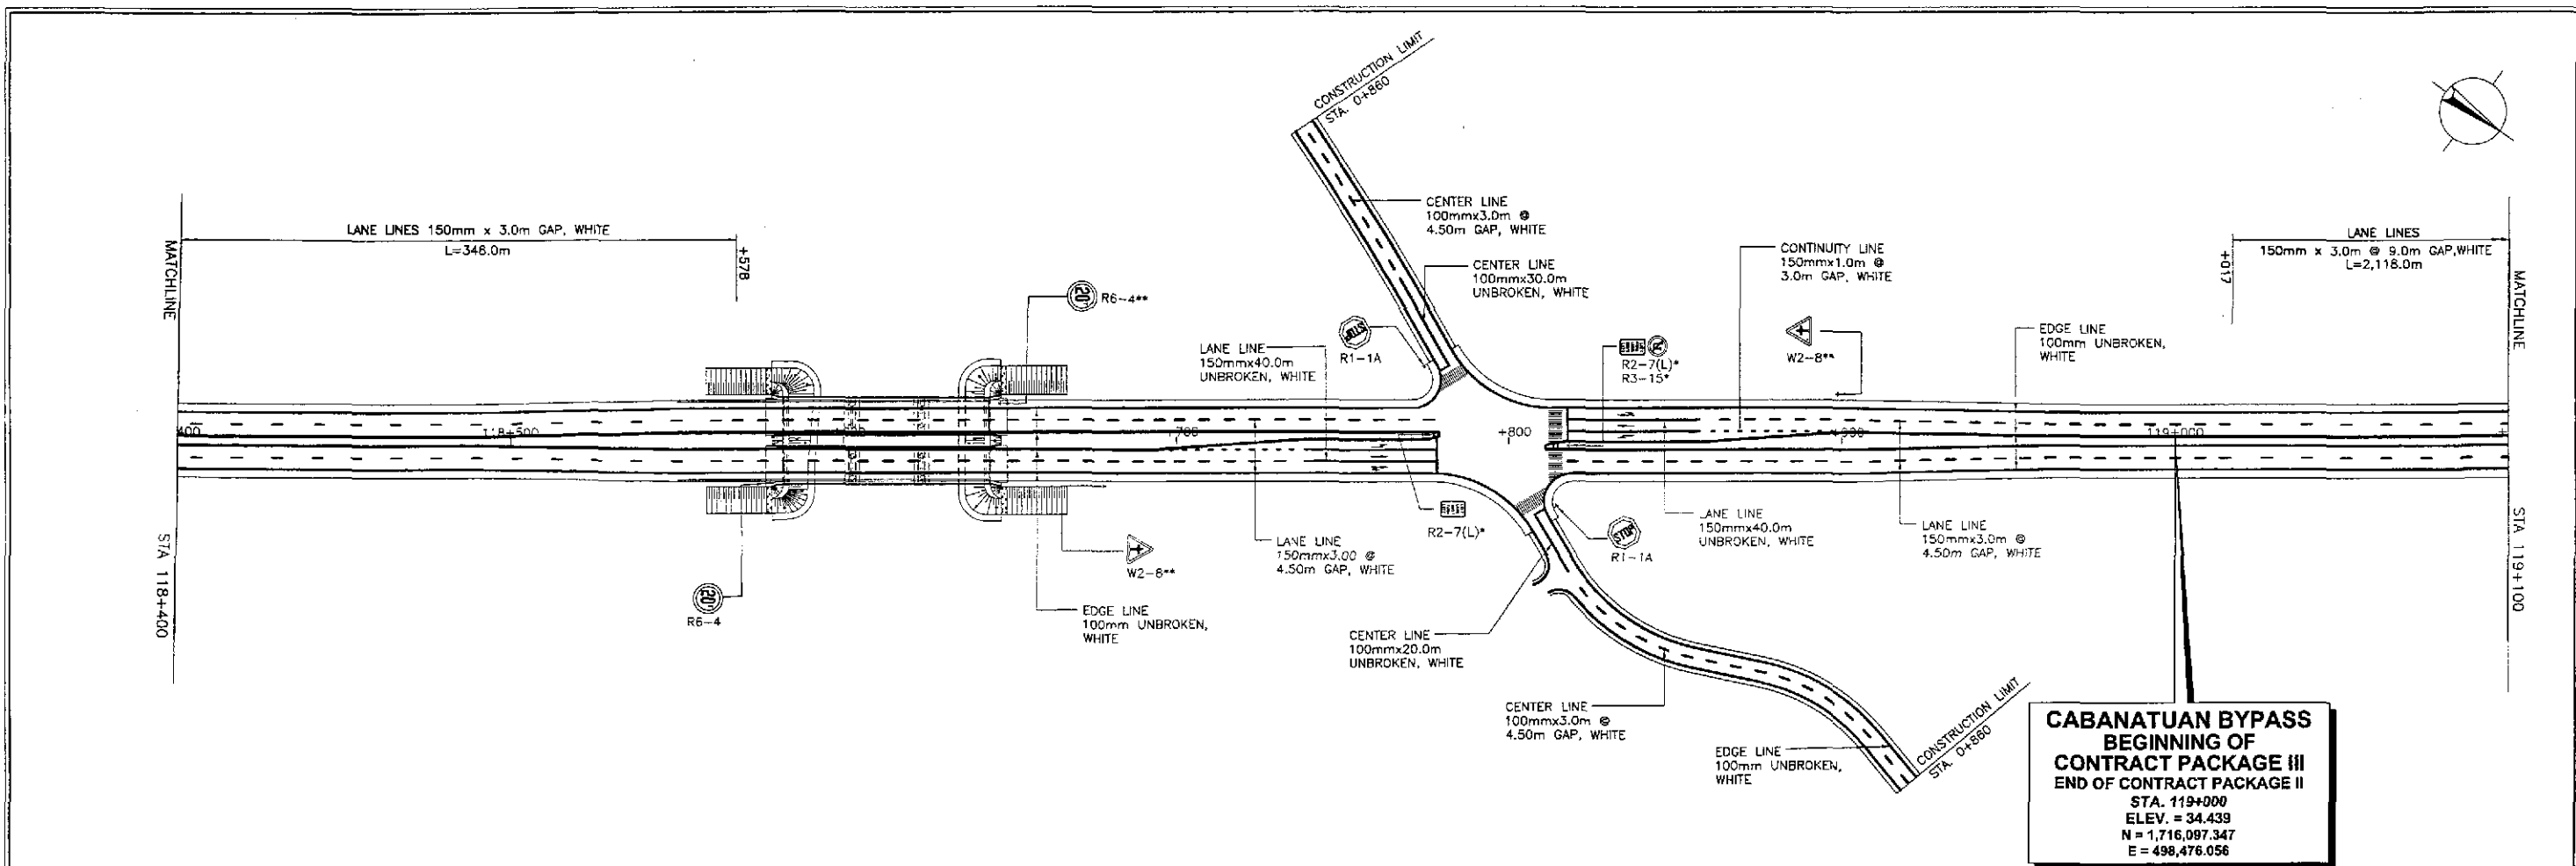 CONSTRUCTION LIMIT
STA. 0+860
LANE LINES 150mm x 3.0m GAP, WHITE
L=348.0m
+578
MATCHLINE
STA 118+400
20
R6-4**
20
R6-4
W2-8**
EDGE LINE
100mm UNBROKEN,
WHITE
LANE LINE
150mmx40.0m
UNBROKEN, WHITE
LANE LINE
150mmx3.00 @
4.50m GAP, WHITE
STOP
R1-1A
CENTER LINE
100mmx3.0m @
4.50m GAP, WHITE
CENTER LINE
100mmx30.0m
UNBROKEN, WHITE
R2-7(L)*
R2-7(L)*
R3-15*
CONTINUITY LINE
150mmx1.0m @
3.0m GAP, WHITE
W2-8**
EDGE LINE
100mm UNBROKEN,
WHITE
LANE LINES
150mm x 3.0m @ 9.0m GAP,WHITE
L=2,118.0m
+017
MATCHLINE
STA 119+100
118+500
+800
119+000
STOP
R1-1A
LANE LINE
150mmx40.0m
UNBROKEN, WHITE
LANE LINE
150mmx3.0m @
4.50m GAP, WHITE
CENTER LINE
100mmx20.0m
UNBROKEN, WHITE
CENTER LINE
100mmx3.0m @
4.50m GAP, WHITE
EDGE LINE
100mm UNBROKEN,
WHITE
CONSTRUCTION LIMIT
STA. 0+860
CABANATUAN BYPASS
BEGINNING OF
CONTRACT PACKAGE III
END OF CONTRACT PACKAGE II
STA. 119+000
ELEV. = 34.439
N = 1,716,097.347
E = 498,476.056